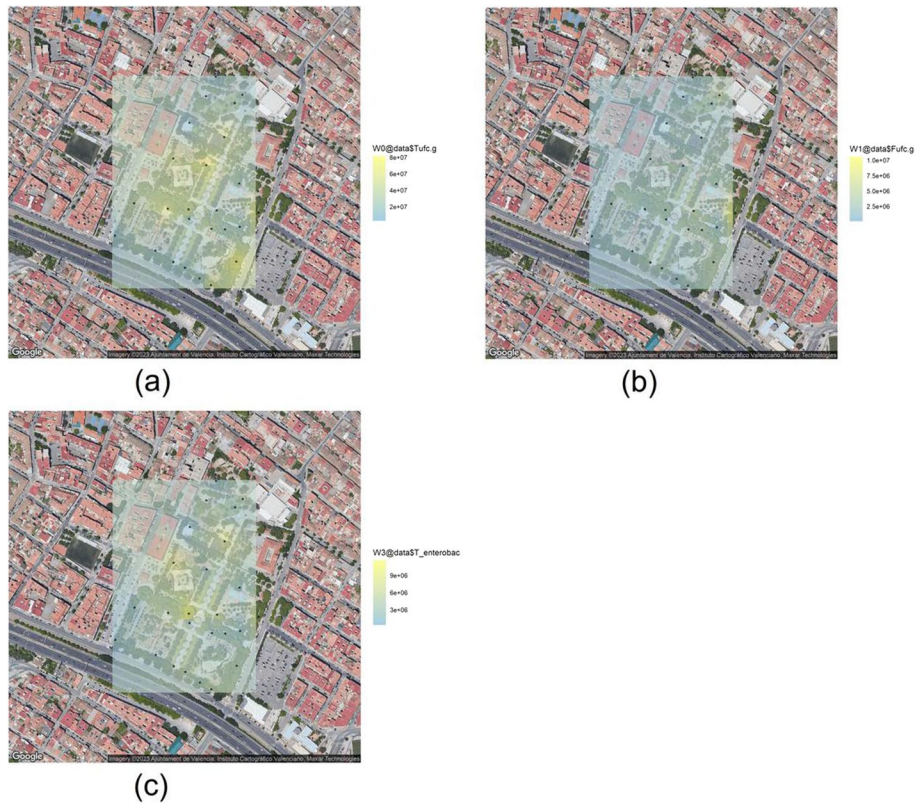 W0@data$Tufc.g
8e+07
6e+07
4e+07
2e+07
Google
Imagery ©2023 Ajuntament de Valencia, Instituto Cartográfico Valenciano, Maxar Technologies
(a)
W1@data$Fufc.g
1.0e+07
7.5e+06
5.0e+06
2.5e+06
Google
Imagery ©2023 Ajuntament de Valencia, Instituto Cartográfico Valenciano, Maxar Technologies
(b)
W3@data$T_enterobac
9e+06
6e+06
3e+06
Google
Imagery ©2023 Ajuntament de Valencia, Instituto Cartográfico Valenciano, Maxar Technologies
(c)